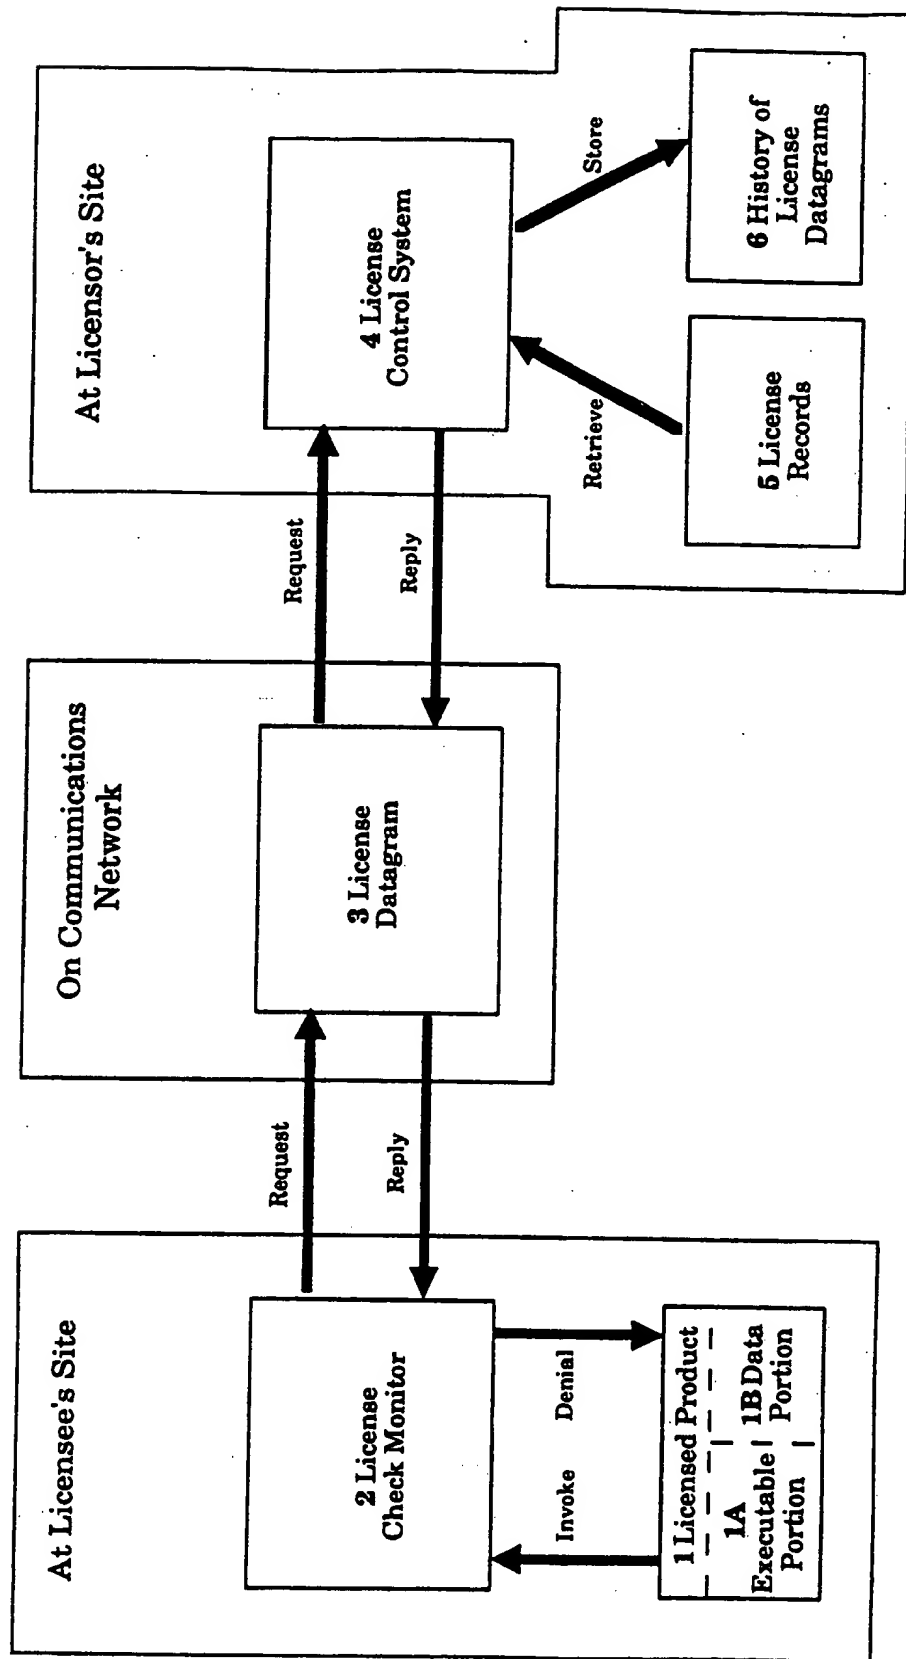 At Licensee's Site
2 License
Check Monitor
Invoke
Denial
1 Licensed Product
1A
Executable
Portion
1B Data
Portion
Request
Reply
On Communications
Network
3 License
Datagram
Request
Reply
At Licensor's Site
4 License
Control System
Retrieve
Store
5 License
Records
6 History of
License
Datagrams